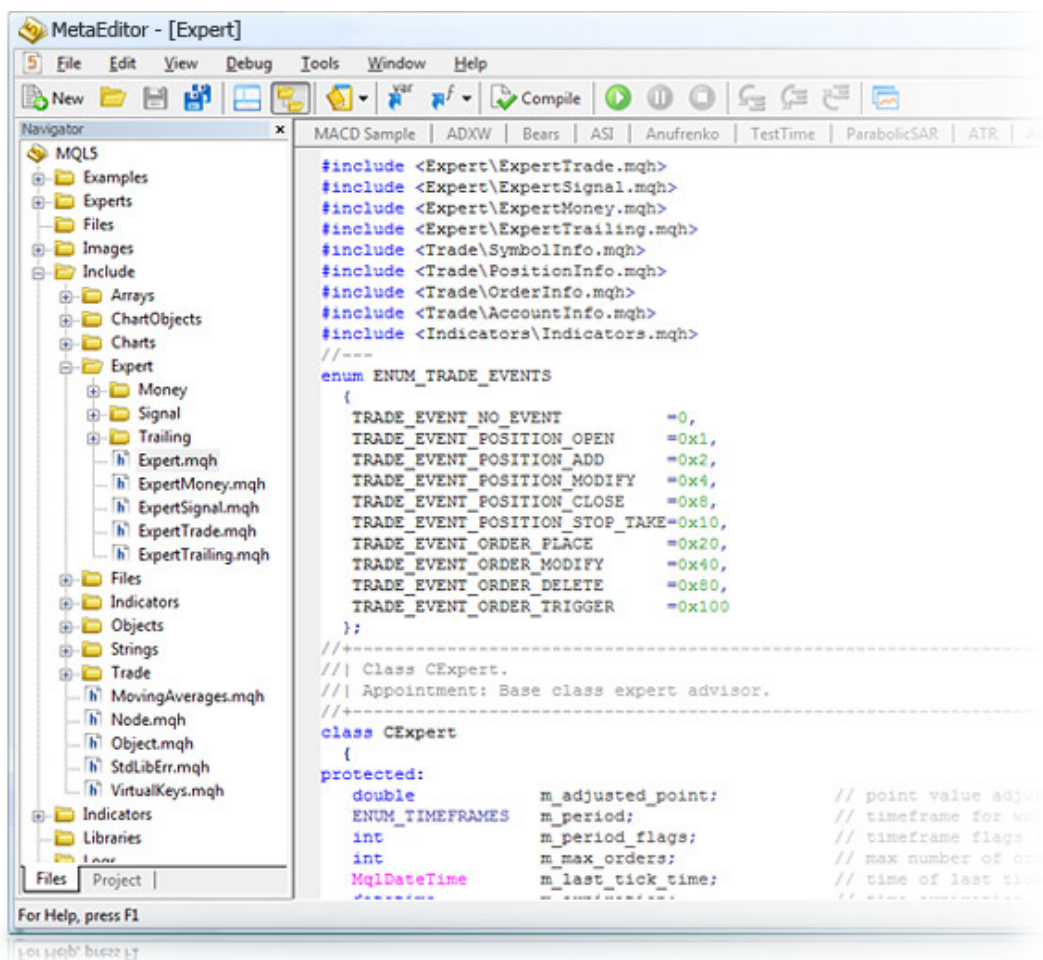 MetaEditor - [Expert]
File Edit View Debug Tools Window Help
New var f Compile
Navigator x
MACD Sample | ADXW | Bears | ASI | Anufrenko | TestTime | ParabolicSAR | ATR |
MQL5
Examples
Experts
Files
Images
Include
Arrays
ChartObjects
Charts
Expert
Money
Signal
Trailing
Expert.mqh
ExpertMoney.mqh
ExpertSignal.mqh
ExpertTrade.mqh
ExpertTrailing.mqh
Files
Indicators
Objects
Strings
Trade
MovingAverages.mqh
Node.mqh
Object.mqh
StdLibErr.mqh
VirtualKeys.mqh
Indicators
Libraries
Logs
Files Project
#include <Expert\ExpertTrade.mqh>
#include <Expert\ExpertSignal.mqh>
#include <Expert\ExpertMoney.mqh>
#include <Expert\ExpertTrailing.mqh>
#include <Trade\SymbolInfo.mqh>
#include <Trade\PositionInfo.mqh>
#include <Trade\OrderInfo.mqh>
#include <Trade\AccountInfo.mqh>
#include <Indicators\Indicators.mqh>
//---
enum ENUM_TRADE_EVENTS
{
TRADE_EVENT_NO_EVENT =0,
TRADE_EVENT_POSITION_OPEN =0x1,
TRADE_EVENT_POSITION_ADD =0x2,
TRADE_EVENT_POSITION_MODIFY =0x4,
TRADE_EVENT_POSITION_CLOSE =0x8,
TRADE_EVENT_POSITION_STOP_TAKE=0x10,
TRADE_EVENT_ORDER_PLACE =0x20,
TRADE_EVENT_ORDER_MODIFY =0x40,
TRADE_EVENT_ORDER_DELETE =0x80,
TRADE_EVENT_ORDER_TRIGGER =0x100
};
//+---
//| Class CExpert.
//| Appointment: Base class expert advisor.
//+---
class CExpert
{
protected:
double m_adjusted_point; // point value
ENUM_TIMEFRAMES m_period; // timeframe for
int m_period_flags; // timeframe flags
int m_max_orders; // max number of
MqlDateTime m_last_tick_time; // time of last
For Help, press F1